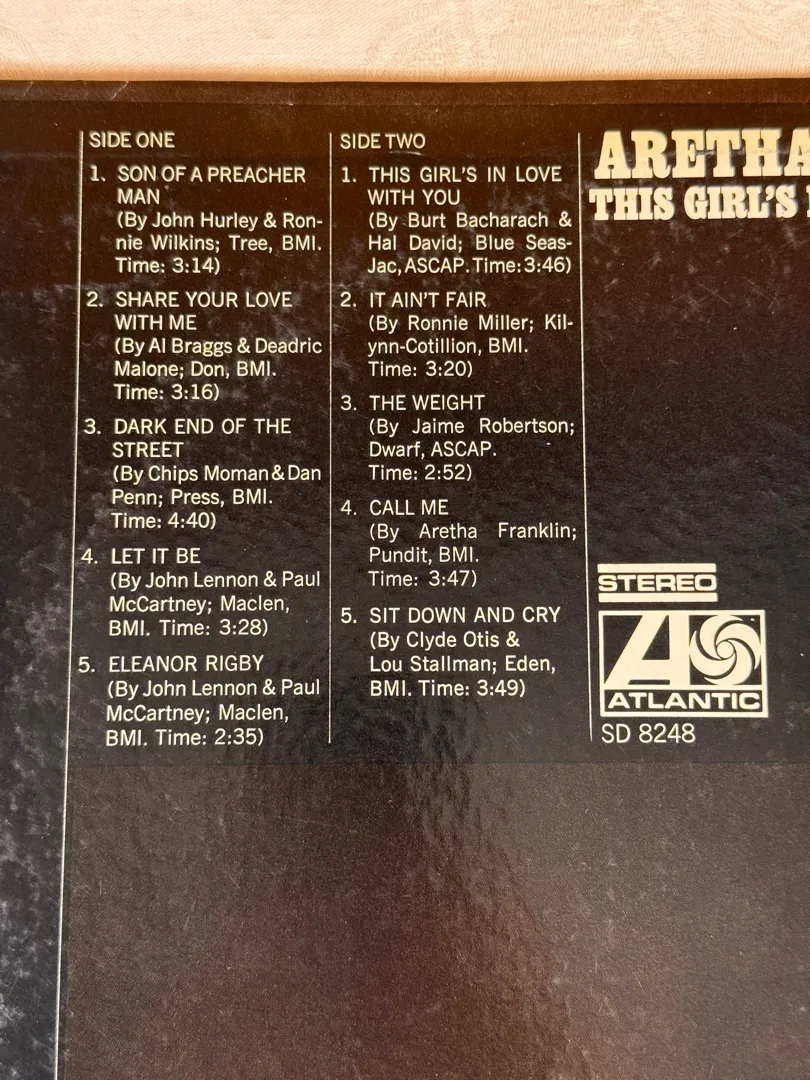 SIDE ONE
1. SON OF A PREACHER
MAN
(By John Hurley & Ron-
nie Wilkins; Tree, BMI.
Time: 3:14)
2. SHARE YOUR LOVE
WITH ME
(By Al Braggs & Deadric
Malone; Don, BMI.
Time: 3:16)
3. DARK END OF THE
STREET
(By Chips Moman & Dan
Penn; Press, BMI.
Time: 4:40)
4. LET IT BE
(By John Lennon & Paul
McCartney; Maclen,
BMI. Time: 3:28)
5. ELEANOR RIGBY
(By John Lennon & Paul
McCartney; Maclen,
BMI. Time: 2:35)
SIDE TWO
1. THIS GIRL'S IN LOVE
WITH YOU
(By Burt Bacharach &
Hal David; Blue Seas-
Jac, ASCAP. Time: 3:46)
2. IT AIN'T FAIR
(By Ronnie Miller; Kil-
ynn-Cotillion, BMI.
Time: 3:20)
3. THE WEIGHT
(By Jaime Robertson;
Dwarf, ASCAP.
Time: 2:52)
4. CALL ME
(By Aretha Franklin;
Pundit, BMI.
Time: 3:47)
5. SIT DOWN AND CRY
(By Clyde Otis &
Lou Stallman; Eden,
BMI. Time: 3:49)
ARETHA
THIS GIRL'S
STEREO
ATLANTIC
SD 8248